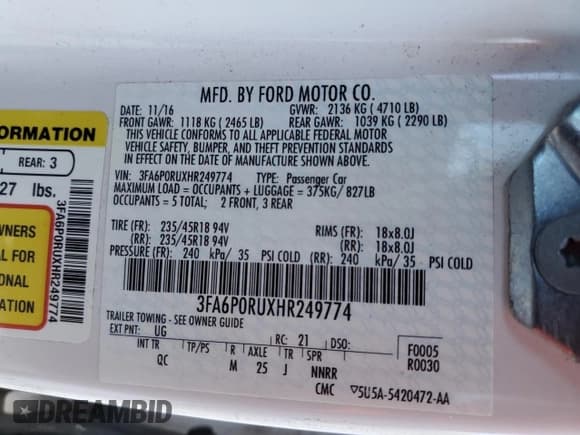 MFD. BY FORD MOTOR CO.
DATE: 11/16 GVWR: 2136 KG ( 4710 LB)
FRONT GAWR: 1118 KG ( 2465 LB) REAR GAWR: 1039 KG ( 2290 LB)
THIS VEHICLE CONFORMS TO ALL APPLICABLE FEDERAL MOTOR
VEHICLE SAFETY, BUMPER, AND THEFT PREVENTION STANDARDS
IN EFFECT ON THE DATE OF MANUFACTURE SHOWN ABOVE.
VIN: 3FA6P0RUXHR249774 TYPE: Passenger Car
MAXIMUM LOAD = OCCUPANTS + LUGGAGE = 375KG/ 827LB
OCCUPANTS = 5 TOTAL; 2 FRONT, 3 REAR
TIRE (FR): 235/45R18 94V RIMS (FR): 18x8.0J
(RR): 235/45R18 94V (RR): 18x8.0J
PRESSURE (FR): 240 kPa/ 35 PSI COLD (RR): 240 kPa/ 35 PSI COLD
3FA6P0RUXHR249774
TRAILER TOWING - SEE OWNER GUIDE
EXT PNT: UG RC: 21 DSO: F0005
R0030
INT TR TP/PS R AXLE TR SPR
QC M 25 J NNRR
CMC ▽5U5A-5420472-AA
ORMATION
REAR: 3
27 lbs.
WNERS
AL FOR
IONAL
ATION
3FA6P0RUXHR249774
DREAMBID